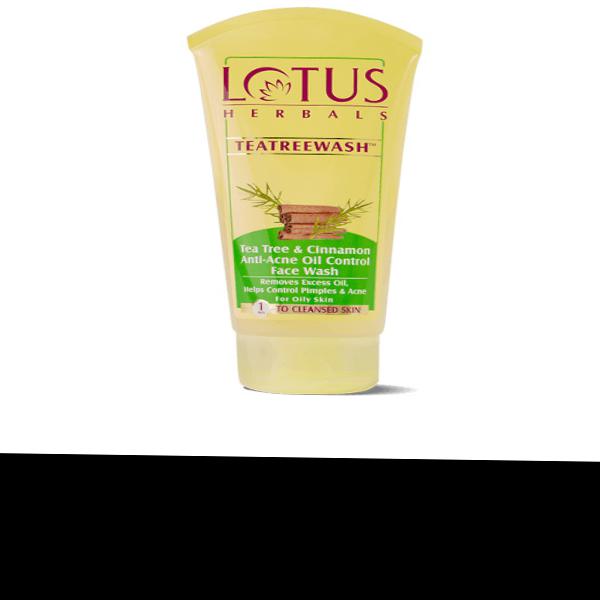 LOTUS
HERBALS
TEATREEWASH™
Tea Tree & Cinnamon
Anti-Acne Oil Control
Face Wash
Removes Excess Oil,
Helps Control Pimples & Acne
For Oily Skin
1
TO CLEANSED SKIN